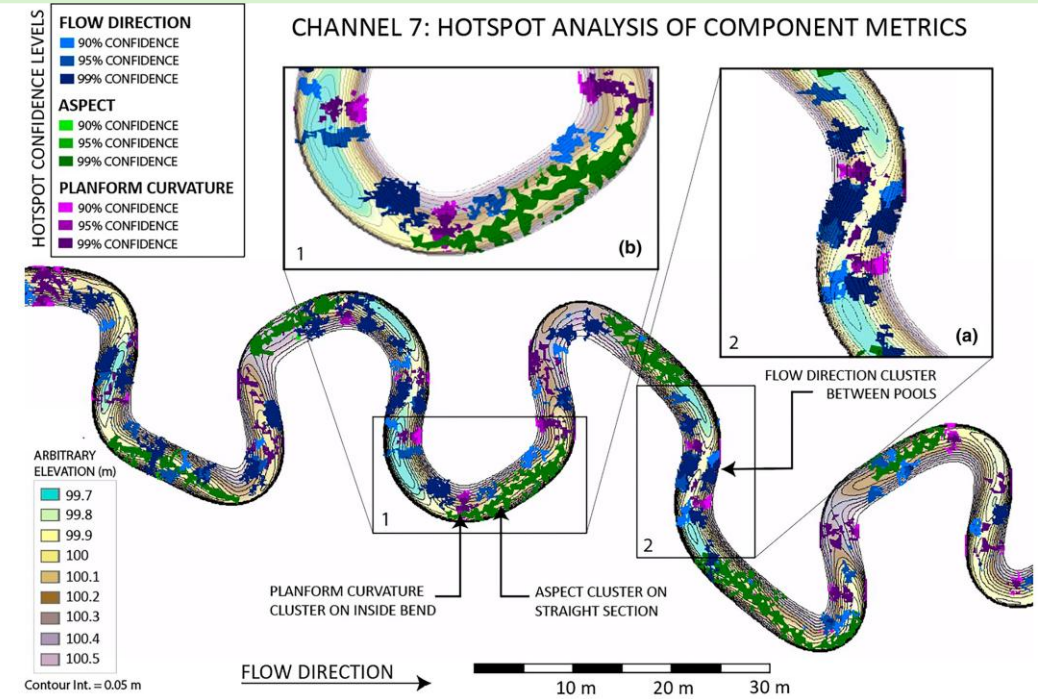 CHANNEL 7: HOTSPOT ANALYSIS OF COMPONENT METRICS
HOTSPOT CONFIDENCE LEVELS
FLOW DIRECTION
90% CONFIDENCE
95% CONFIDENCE
99% CONFIDENCE
ASPECT
90% CONFIDENCE
95% CONFIDENCE
99% CONFIDENCE
PLANFORM CURVATURE
90% CONFIDENCE
95% CONFIDENCE
99% CONFIDENCE
1
(b)
2
(a)
FLOW DIRECTION CLUSTER
BETWEEN POOLS
1
2
PLANFORM CURVATURE
CLUSTER ON INSIDE BEND
ASPECT CLUSTER ON
STRAIGHT SECTION
ARBITRARY
ELEVATION (m)
99.7
99.8
99.9
100
100.1
100.2
100.3
100.4
100.5
Contour Int. = 0.05 m
FLOW DIRECTION
10 m 20 m 30 m